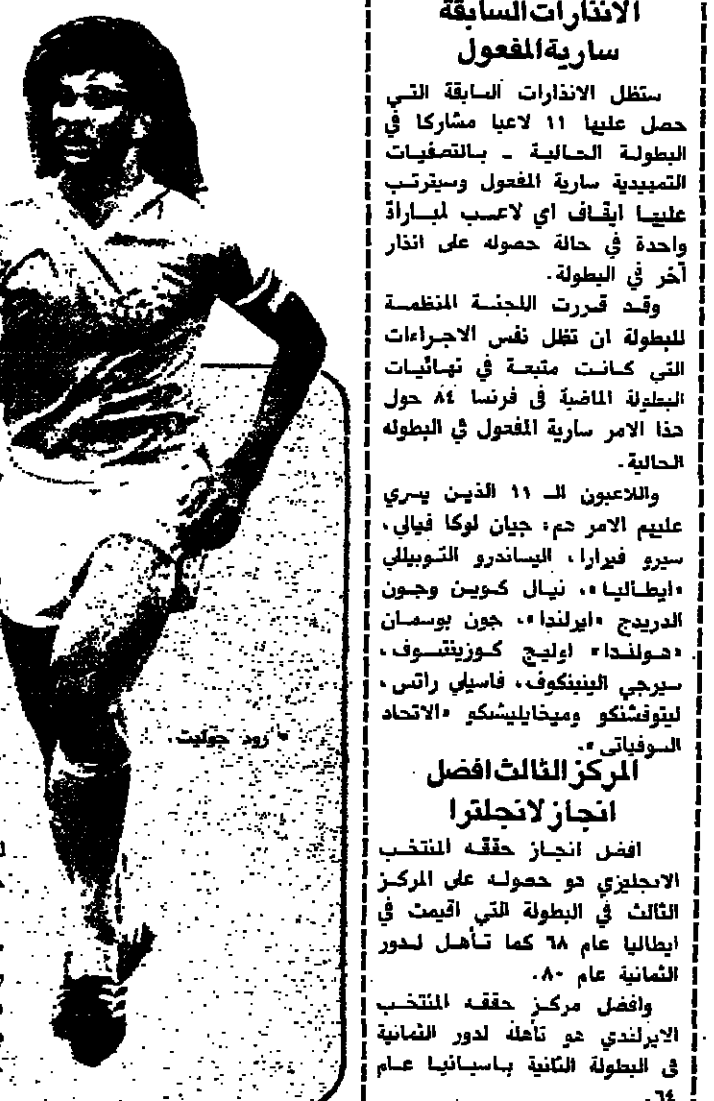 الانذارات السابقة
سارية المفعول
ستظل الانذارات السابقة التي
حصل عليها ١١ لاعبا مشاركا في
البطولة الحالية ـ بالتصفيات
التمهيدية سارية المفعول وسيترتب
عليها ايقاف اي لاعب لمباراة
واحدة في حالة حصوله على انذار
آخر في البطولة.
وقد قررت اللجنة المنظمة
للبطولة ان تظل نفس الاجراءات
التي كانت متبعة في نهائيات
البطولة الماضية في فرنسا ٨٤ حول
هذا الامر سارية المفعول في البطوله
الحالية.
واللاعبون الـ ١١ الذين يسري
عليهم الامر هم: جيان لوكا فيالي،
سيرو فيرارا، اليساندرو التوبيللي
«ايطاليا»، نيال كوين وجون
الدريدج «ايرلندا»، جون بوسمان
«هولندا» اوليج كوزينتسوف،
سيرجي الينيكوف، فاسيلي راتس،
ليتوفشنكو وميخايليشكو «الاتحاد
السوفياتي».
* رود جوليت.
المركز الثالث افضل
انجاز لانجلترا
افضل انجاز حققه المنتخب
الانجليزي هو حصوله على المركز
الثالث في البطولة التي اقيمت في
ايطاليا عام ٦٨ كما تأهل لدور
الثمانية عام ٨٠.
وافضل مركز حققه المنتخب
الايرلندي هو تأهله لدور الثمانية
في البطولة الثانية باسبانيا عام
٦٤.